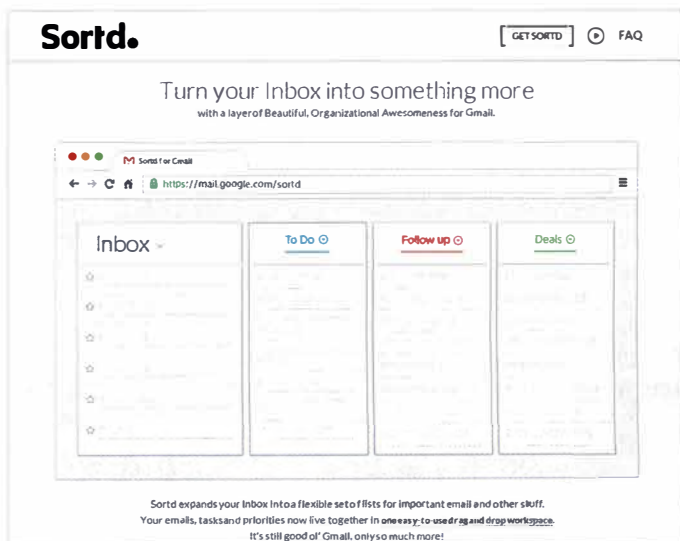 Sortd.
GET SORTD
FAQ
Turn your Inbox into something more
with a layer of Beautiful, Organizational Awesomeness for Gmail.
Sortd for Gmail
https://mail.google.com/sortd
Inbox
To Do
Follow up
Deals
Sortd expands your Inbox into a flexible set of lists for important email and other stuff.
Your emails, tasks and priorities now live together in one easy-to-use drag and drop workspace.
It's still good ol' Gmail, only so much more!